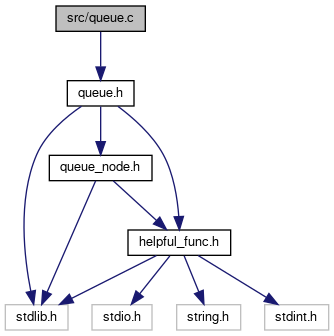 src/queue.c
queue.h
queue_node.h
helpful_func.h
stdlib.h
stdio.h
string.h
stdint.h